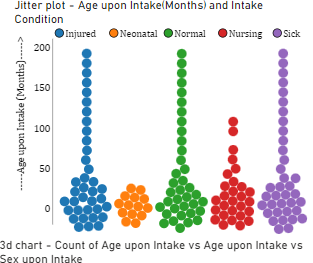 Jitter plot - Age upon Intake(Months) and Intake
Condition
Injured Neonatal Normal Nursing Sick
-----Age upon Intake [Months]----->
200
150
100
50
0
3d chart - Count of Age upon Intake vs Age upon Intake vs
Sex upon Intake